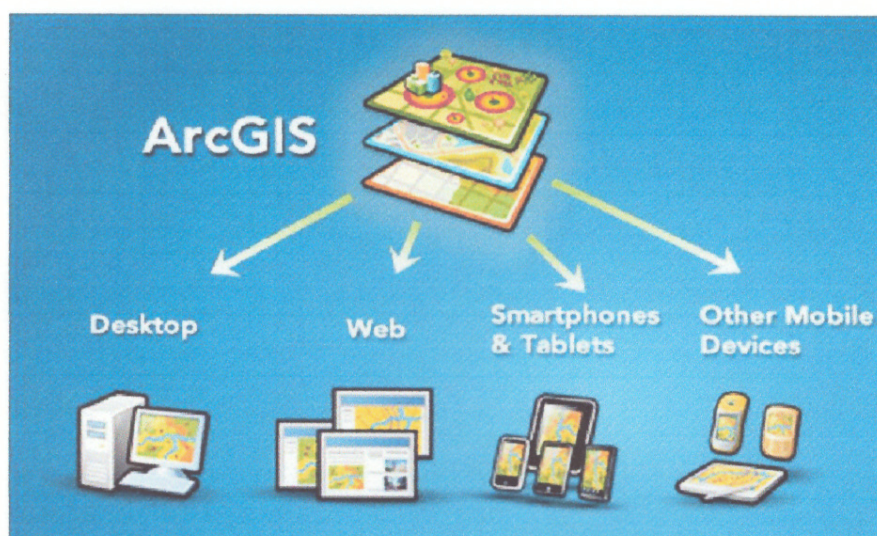 ArcGIS
Desktop
Web
Smartphones
& Tablets
Other Mobile
Devices